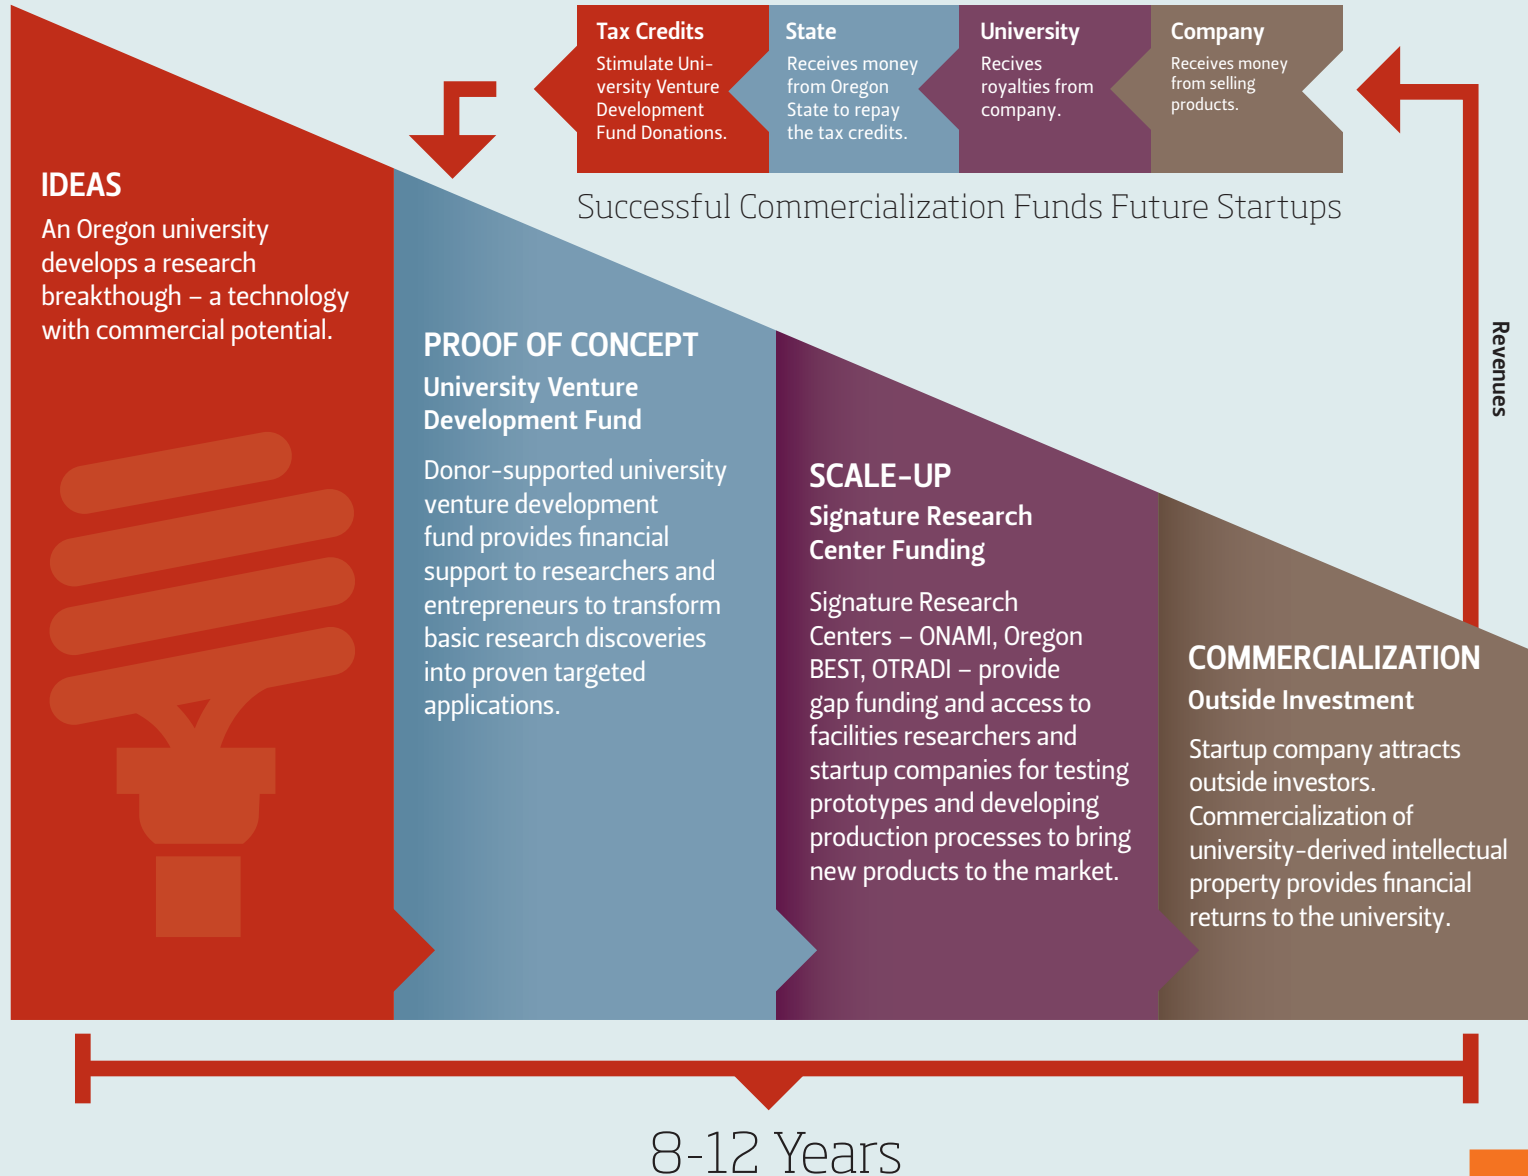 Tax Credits
Stimulate Uni-
versity Venture
Development
Fund Donations.
State
Receives money
from Oregon
State to repay
the tax credits.
University
Recives
royalties from
company.
Company
Receives money
from selling
products.
Successful Commercialization Funds Future Startups
Revenues
IDEAS
An Oregon university
develops a research
breakthough – a technology
with commercial potential.
PROOF OF CONCEPT
University Venture
Development Fund
Donor-supported university
venture development
fund provides financial
support to researchers and
entrepreneurs to transform
basic research discoveries
into proven targeted
applications.
SCALE-UP
Signature Research
Center Funding
Signature Research
Centers – ONAMI, Oregon
BEST, OTRADI – provide
gap funding and access to
facilities researchers and
startup companies for testing
prototypes and developing
production processes to bring
new products to the market.
COMMERCIALIZATION
Outside Investment
Startup company attracts
outside investors.
Commercialization of
university-derived intellectual
property provides financial
returns to the university.
8-12 Years